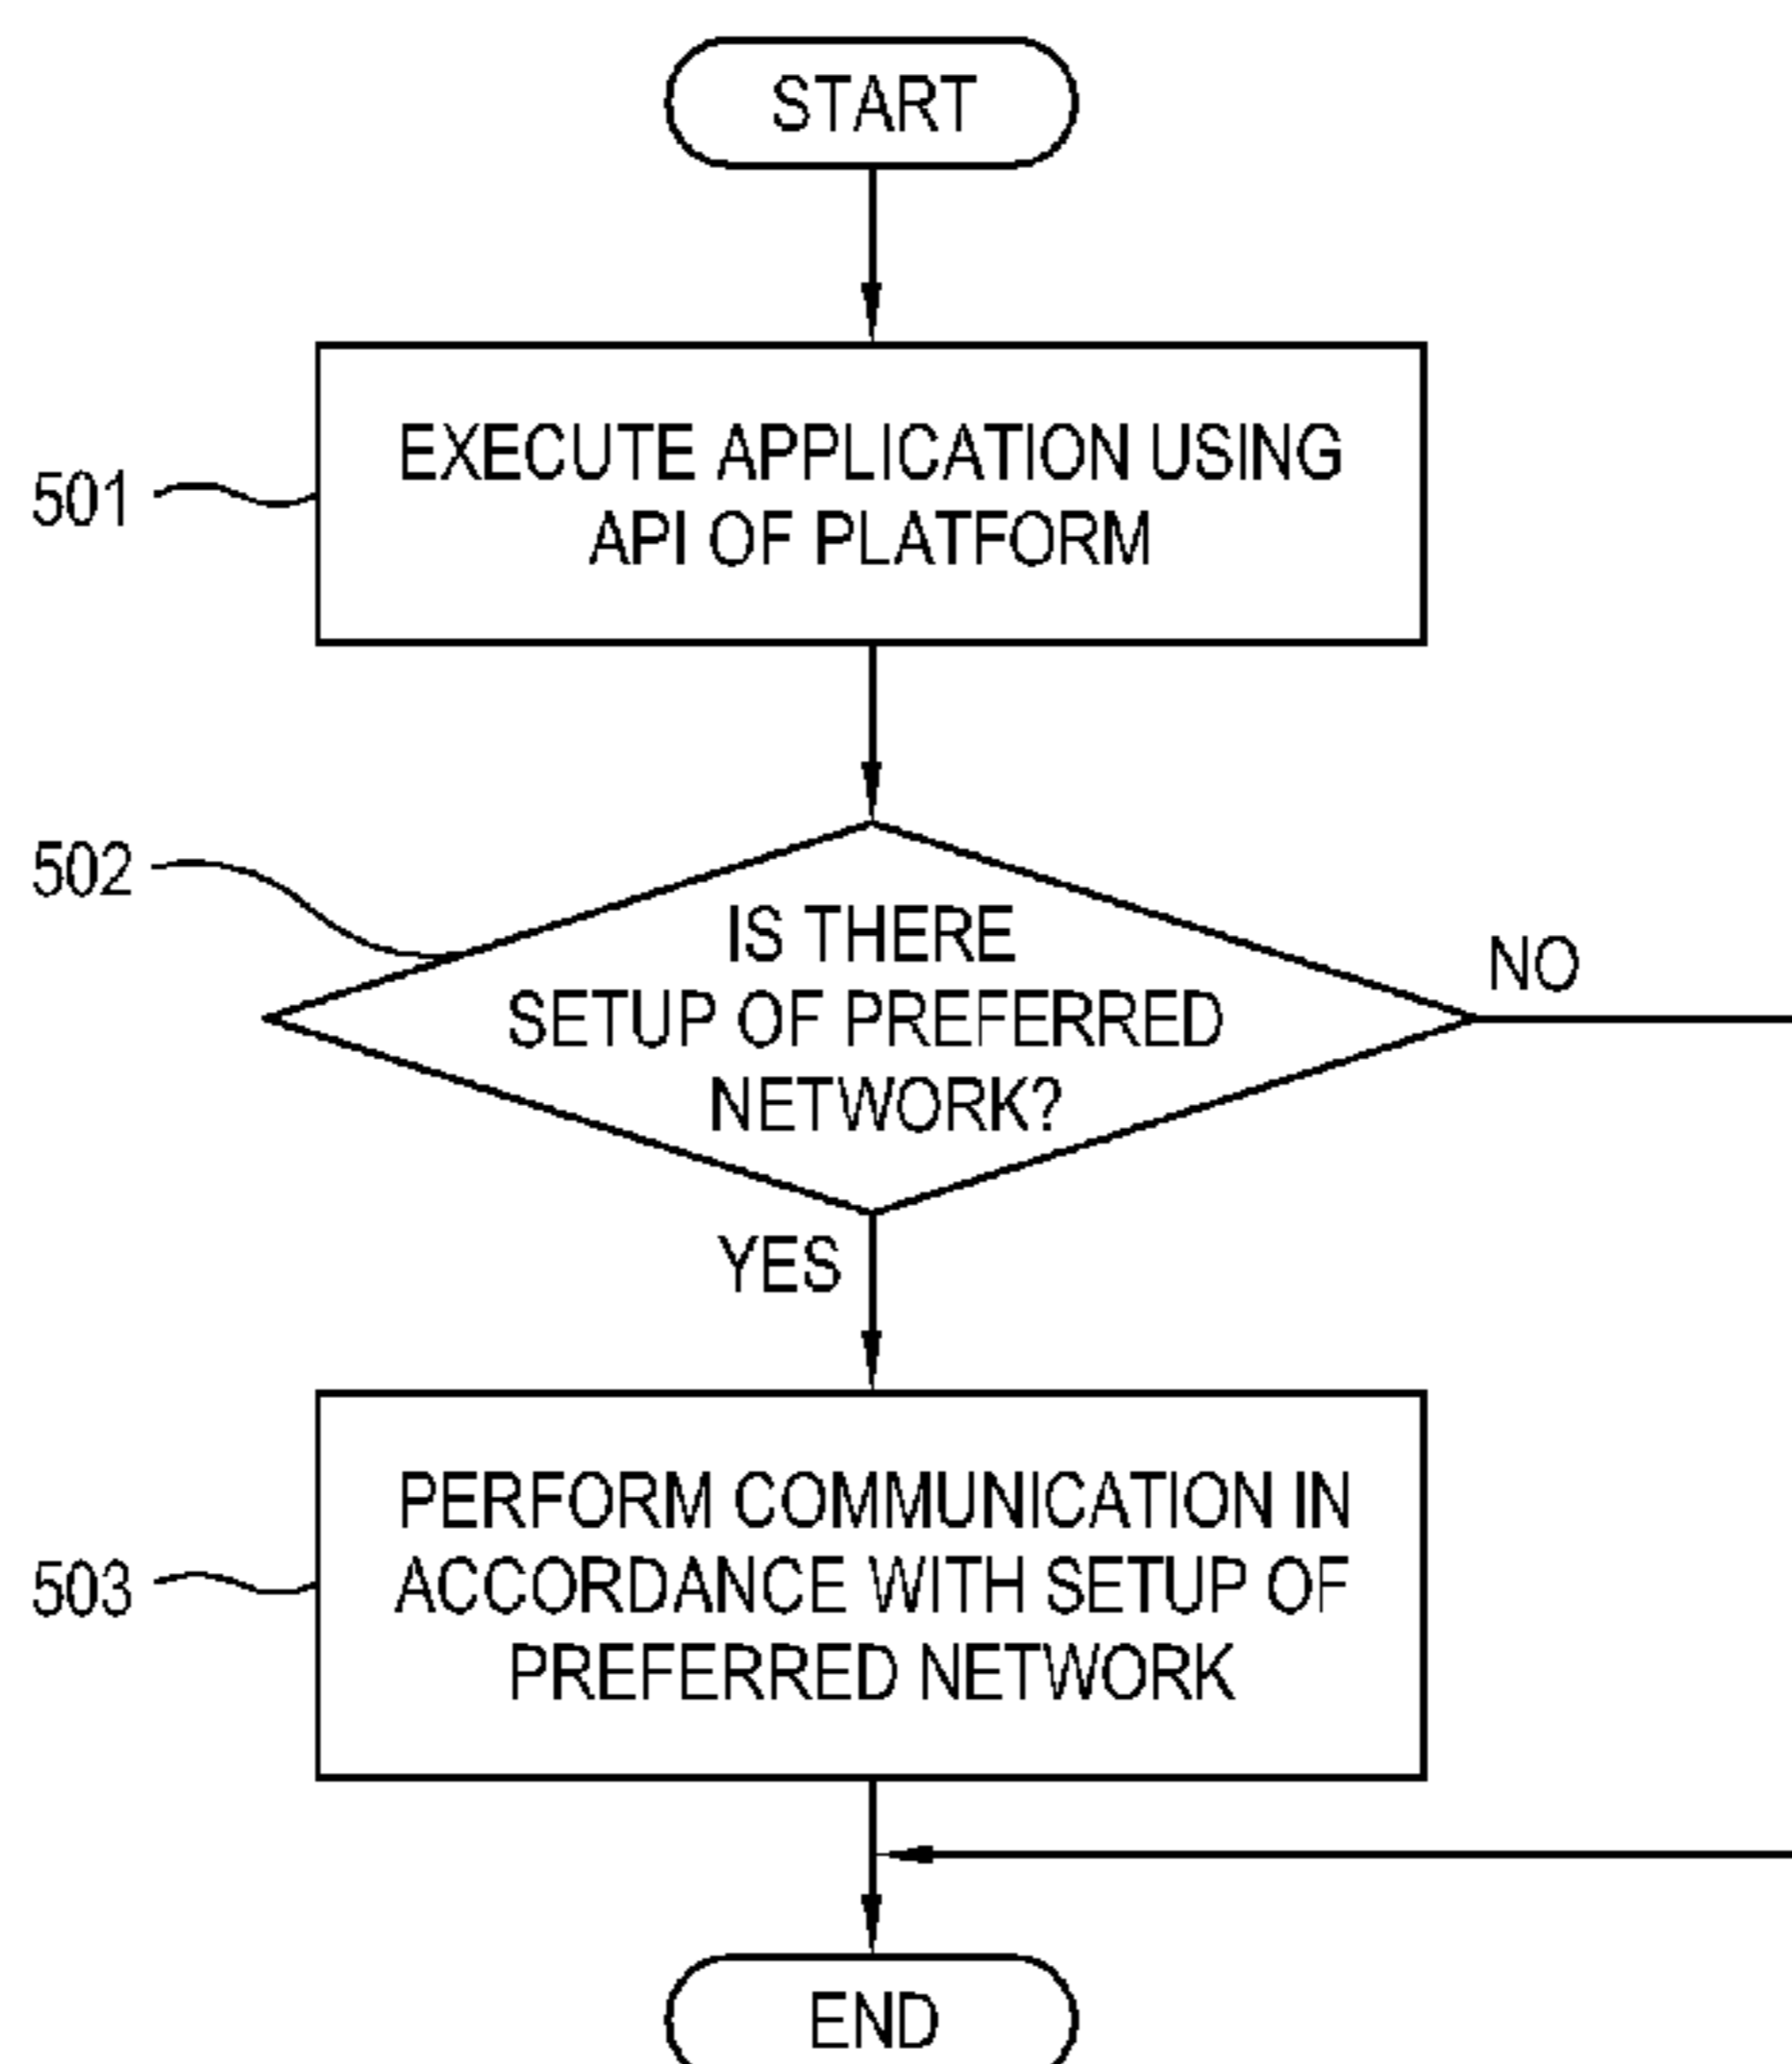 START
501
EXECUTE APPLICATION USING
API OF PLATFORM
502
IS THERE
SETUP OF PREFERRED
NETWORK?
NO
YES
503
PERFORM COMMUNICATION IN
ACCORDANCE WITH SETUP OF
PREFERRED NETWORK
END